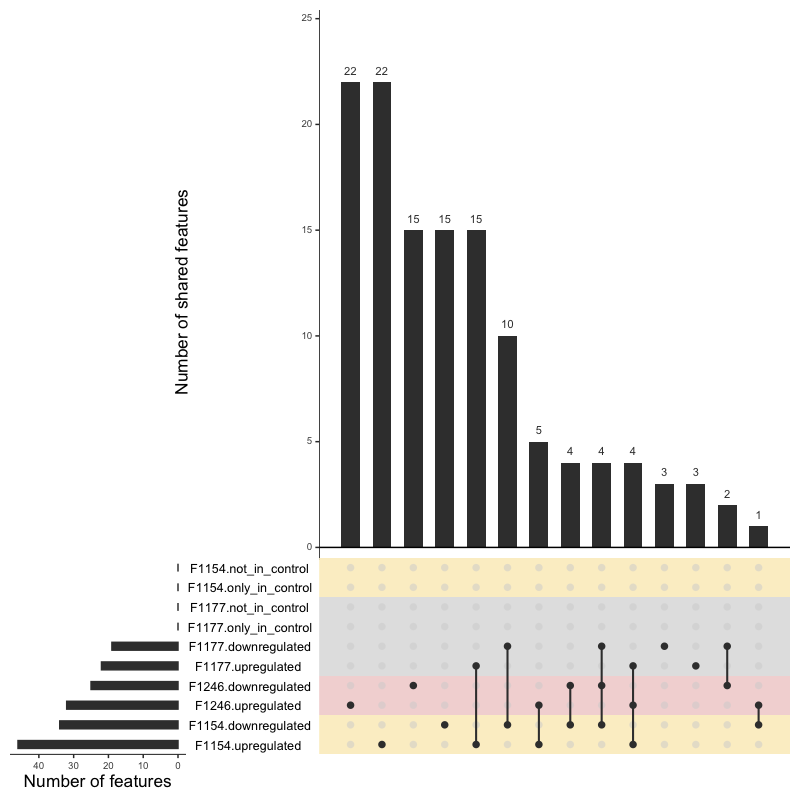 25
20
15
10
5
0
Number of shared features
22 22 15 15 15 10 5 4 4 4 3 3 2 1
F1154.not_in_control
F1154.only_in_control
F1177.not_in_control
F1177.only_in_control
F1177.downregulated
F1177.upregulated
F1246.downregulated
F1246.upregulated
F1154.downregulated
F1154.upregulated
40 30 20 10 0
Number of features